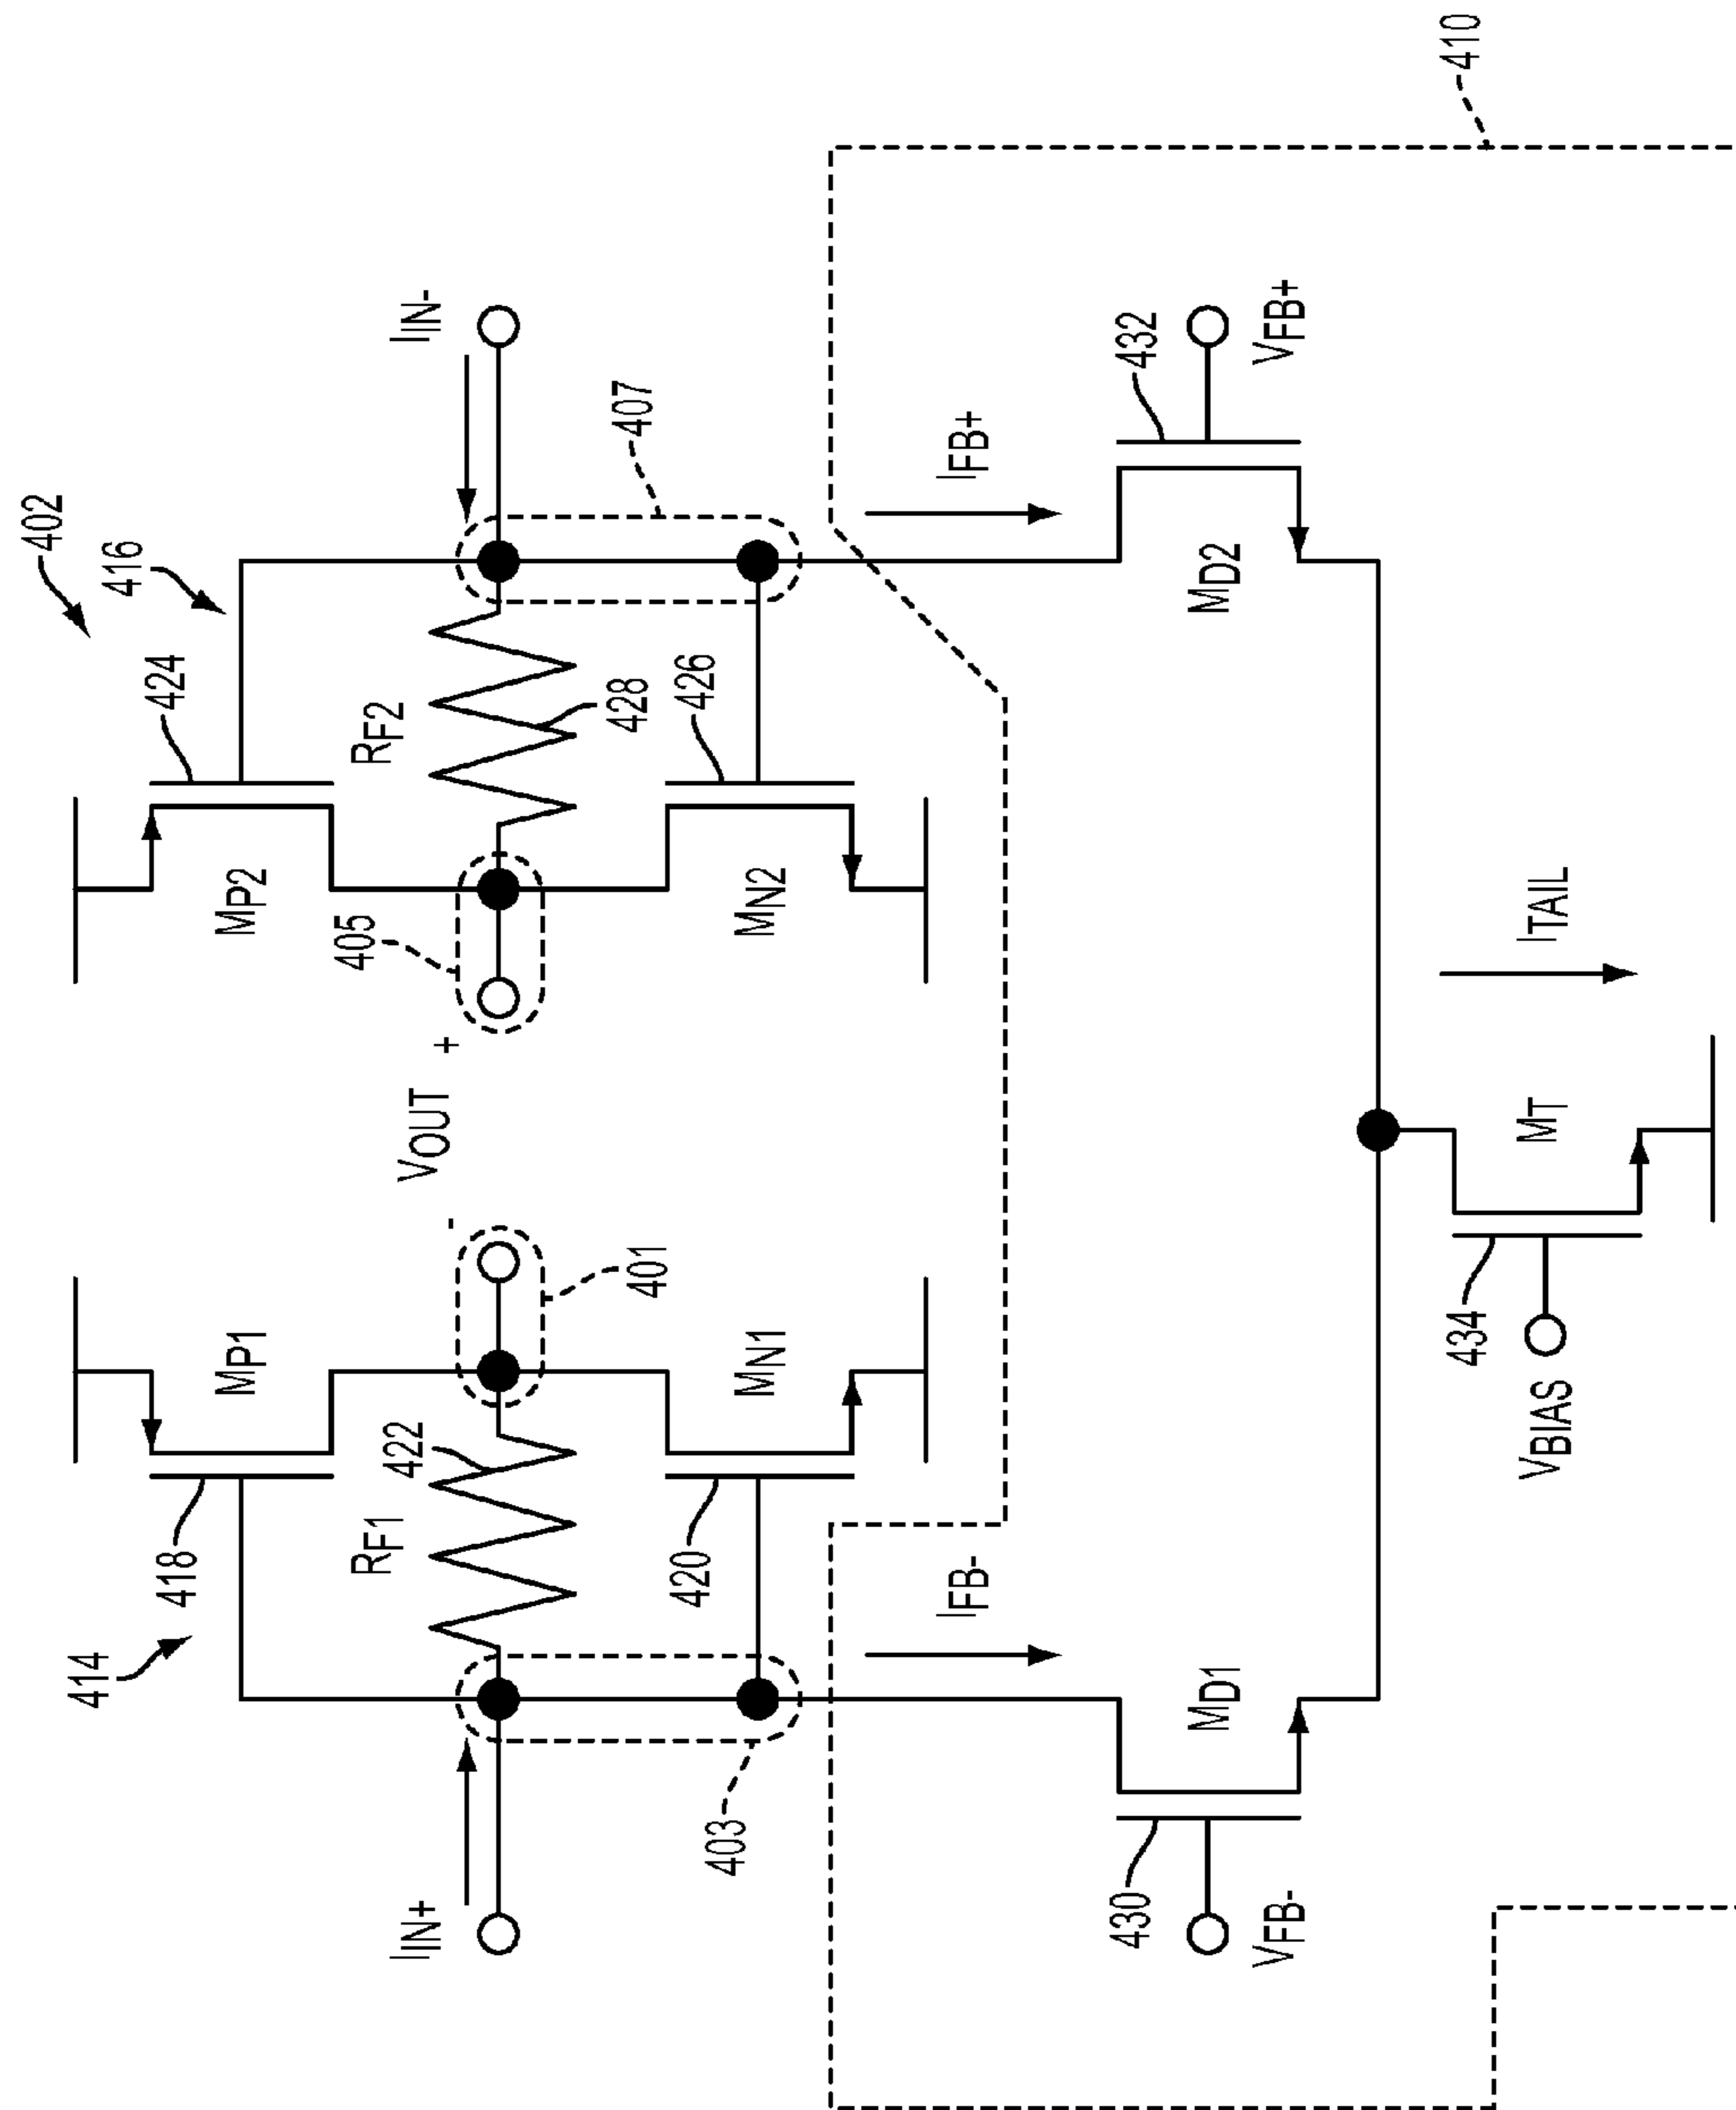 402
416
414
424
418
MP2
MP1
405
RF2
RF1
422
IIN-
IIN+
VOUT
+
-
407
428
401
426
420
MN2
MN1
403
IFB+
IFB-
432
430
MD2
MD1
VFB+
VFB-
410
434
MT
ITAIL
VBIAS